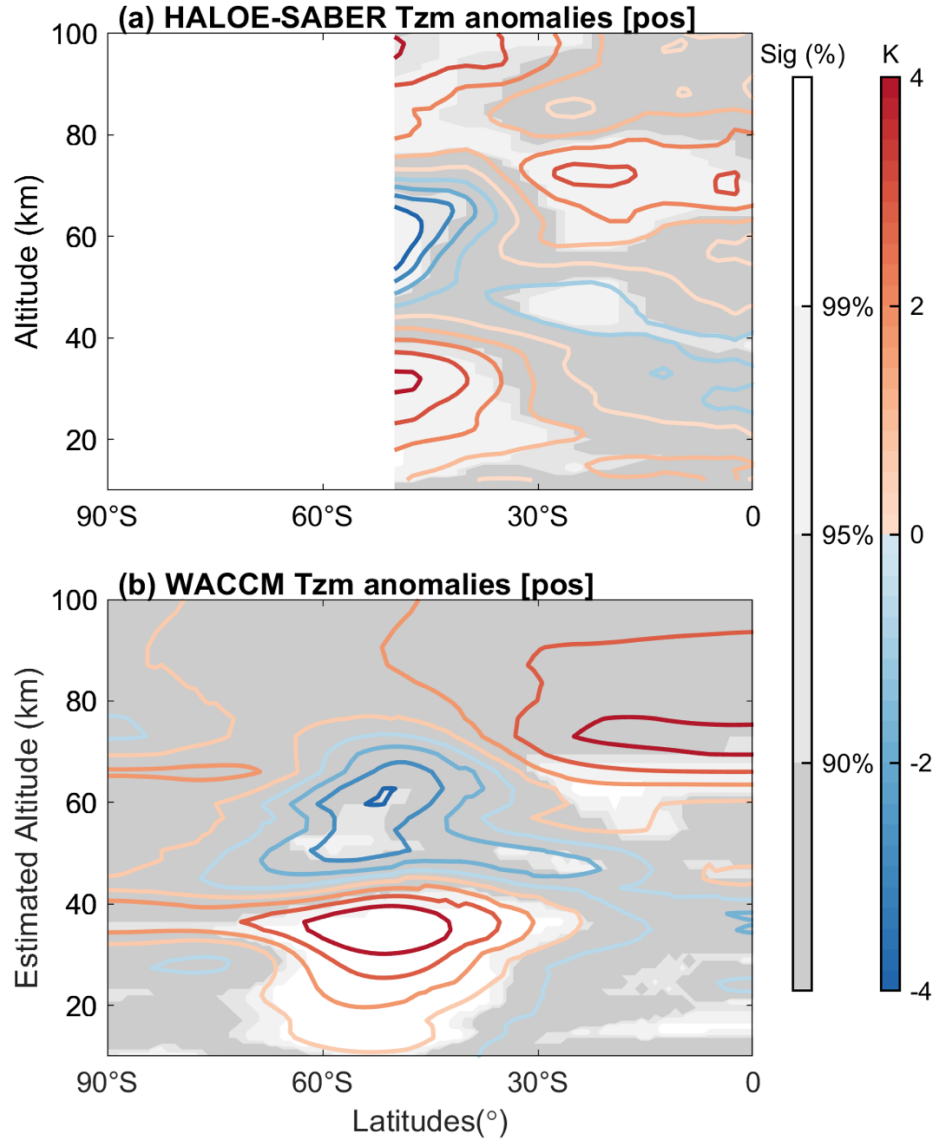 (a) HALOE-SABER Tzm anomalies [pos]
Sig (%)
K
100
80
60
40
20
Altitude (km)
90°S
60°S
30°S
0
99%
95%
90%
4
2
0
-2
-4
(b) WACCM Tzm anomalies [pos]
100
80
60
40
20
Estimated Altitude (km)
90°S
60°S
30°S
0
Latitudes(°)